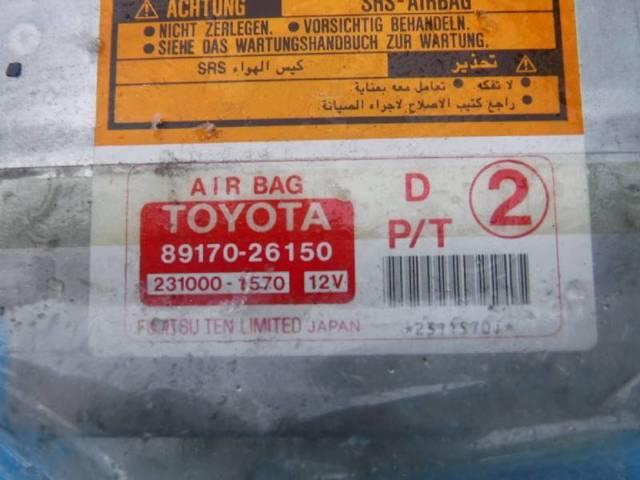 ⚠ ACHTUNG SRS-AIRBAG
● NICHT ZERLEGEN. ● VORSICHTIG BEHANDELN.
● SIEHE DAS WARTUNGSHANDBUCH ZUR WARTUNG.
⚠ تحذير كيس الهواء SRS
● لا تفكه ● تعامل معه بعناية
● راجع كتيب الاصلاح لاجراء الصيانة
AIR BAG
TOYOTA
89170-26150
231000-1570 12V
FUJITSU TEN LIMITED JAPAN
D ②
P/T